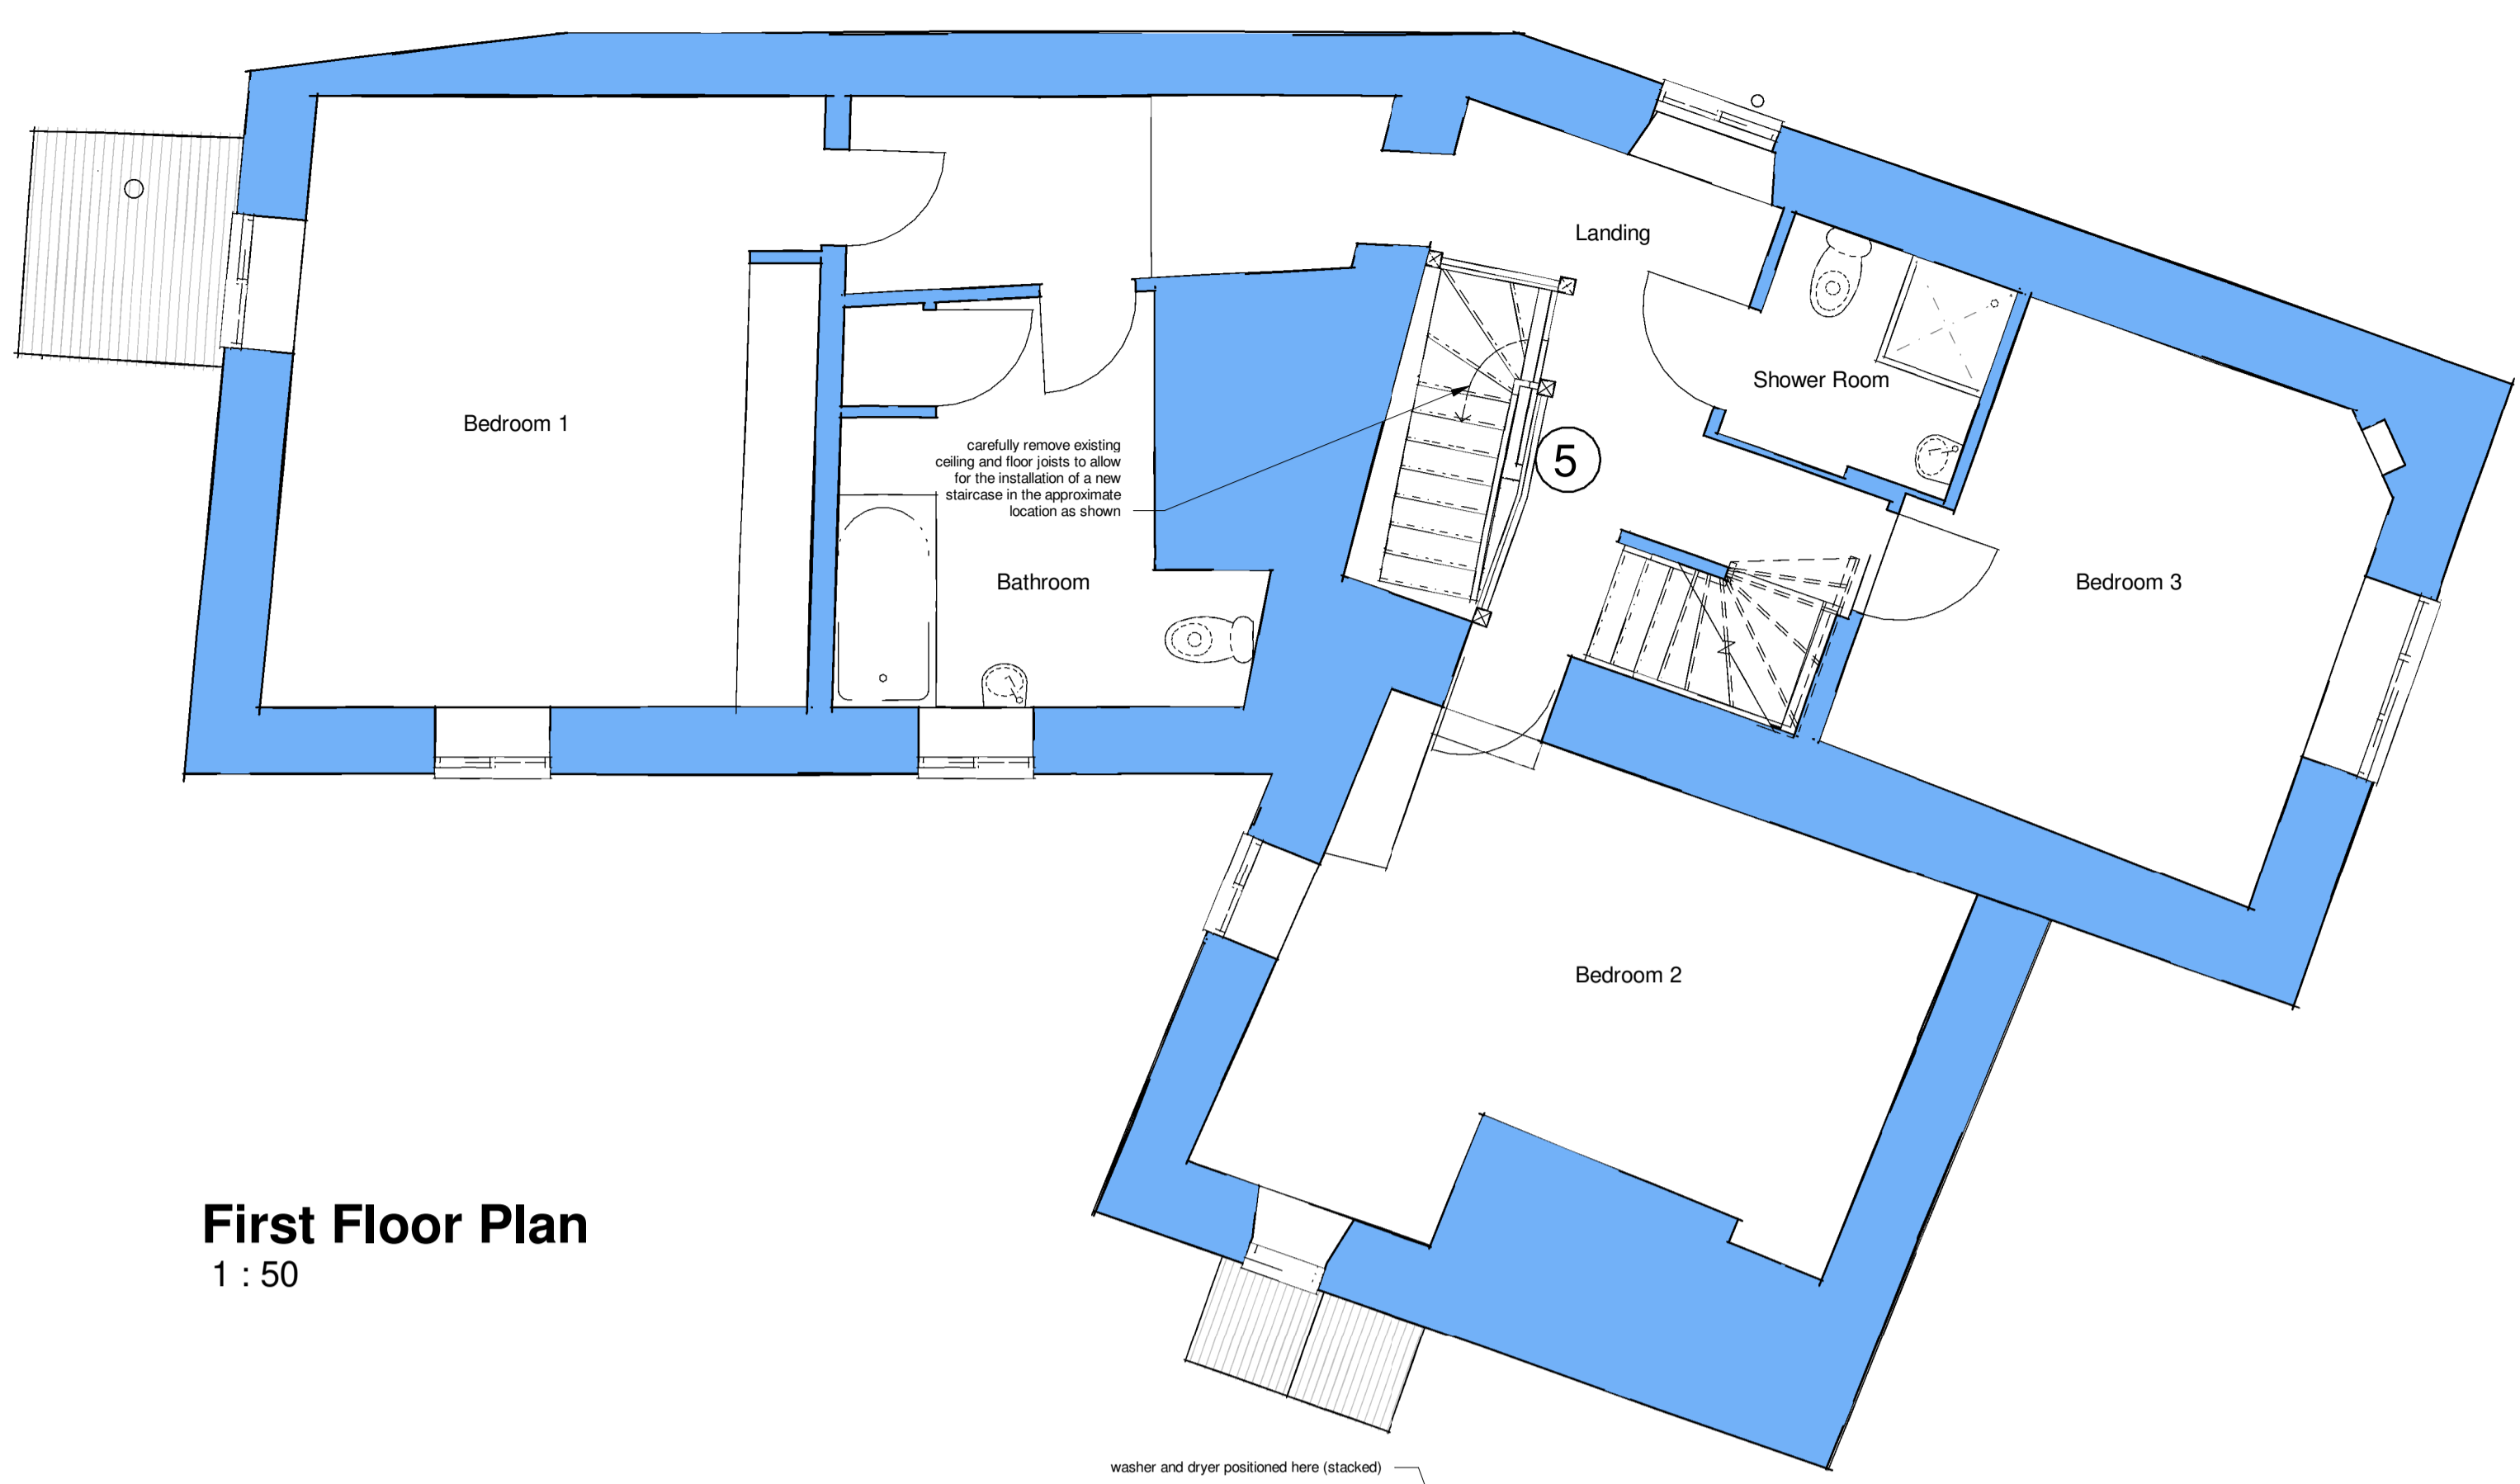 Landing
Shower Room
Bedroom 1
carefully remove existing
ceiling and floor joists to allow
for the installation of a new
staircase in the approximate
location as shown
5
Bathroom
Bedroom 3
Bedroom 2
First Floor Plan
1 : 50
washer and dryer positioned here (stacked)